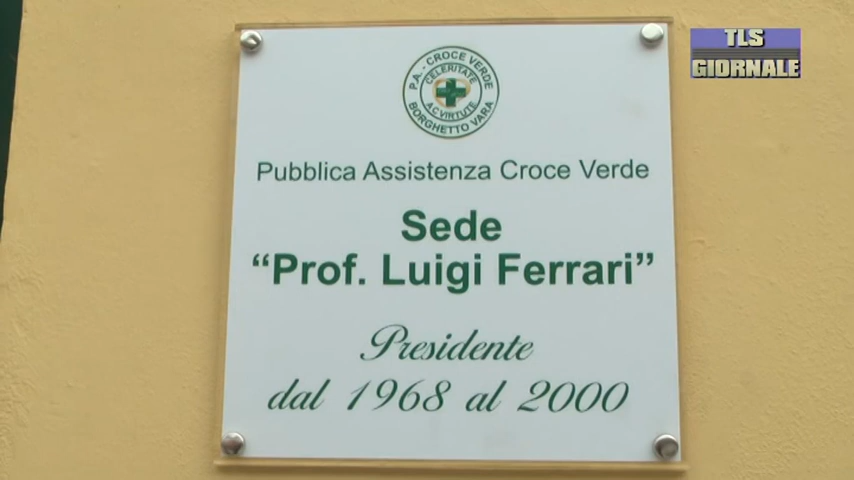 TLS
GIORNALE
P.A. - CROCE VERDE
CELERITATE
AC VIRTUTE
BORGHETTO VARA
Pubblica Assistenza Croce Verde
Sede
“Prof. Luigi Ferrari”
Presidente
dal 1968 al 2000